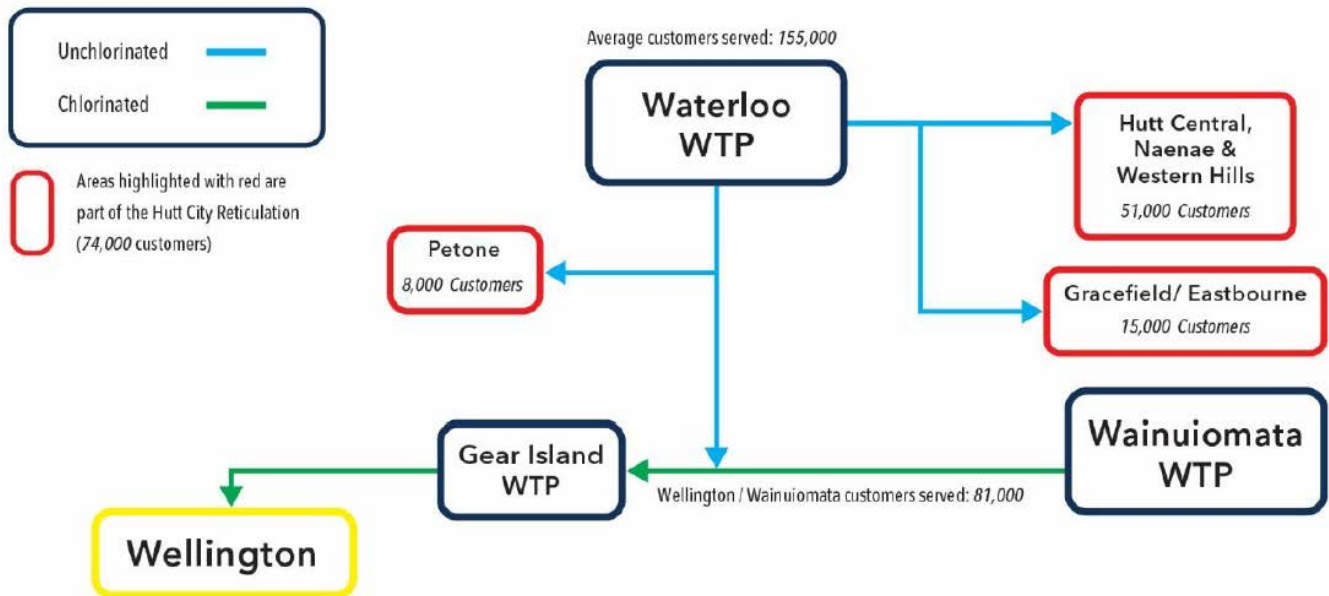 Unchlorinated
Chlorinated
Areas highlighted with red are
part of the Hutt City Reticulation
(74,000 customers)
Average customers served: 155,000
Waterloo
WTP
Hutt Central,
Naenae &
Western Hills
51,000 Customers
Petone
8,000 Customers
Gracefield/ Eastbourne
15,000 Customers
Gear Island
WTP
Wainuiomata
WTP
Wellington / Wainuiomata customers served: 81,000
Wellington